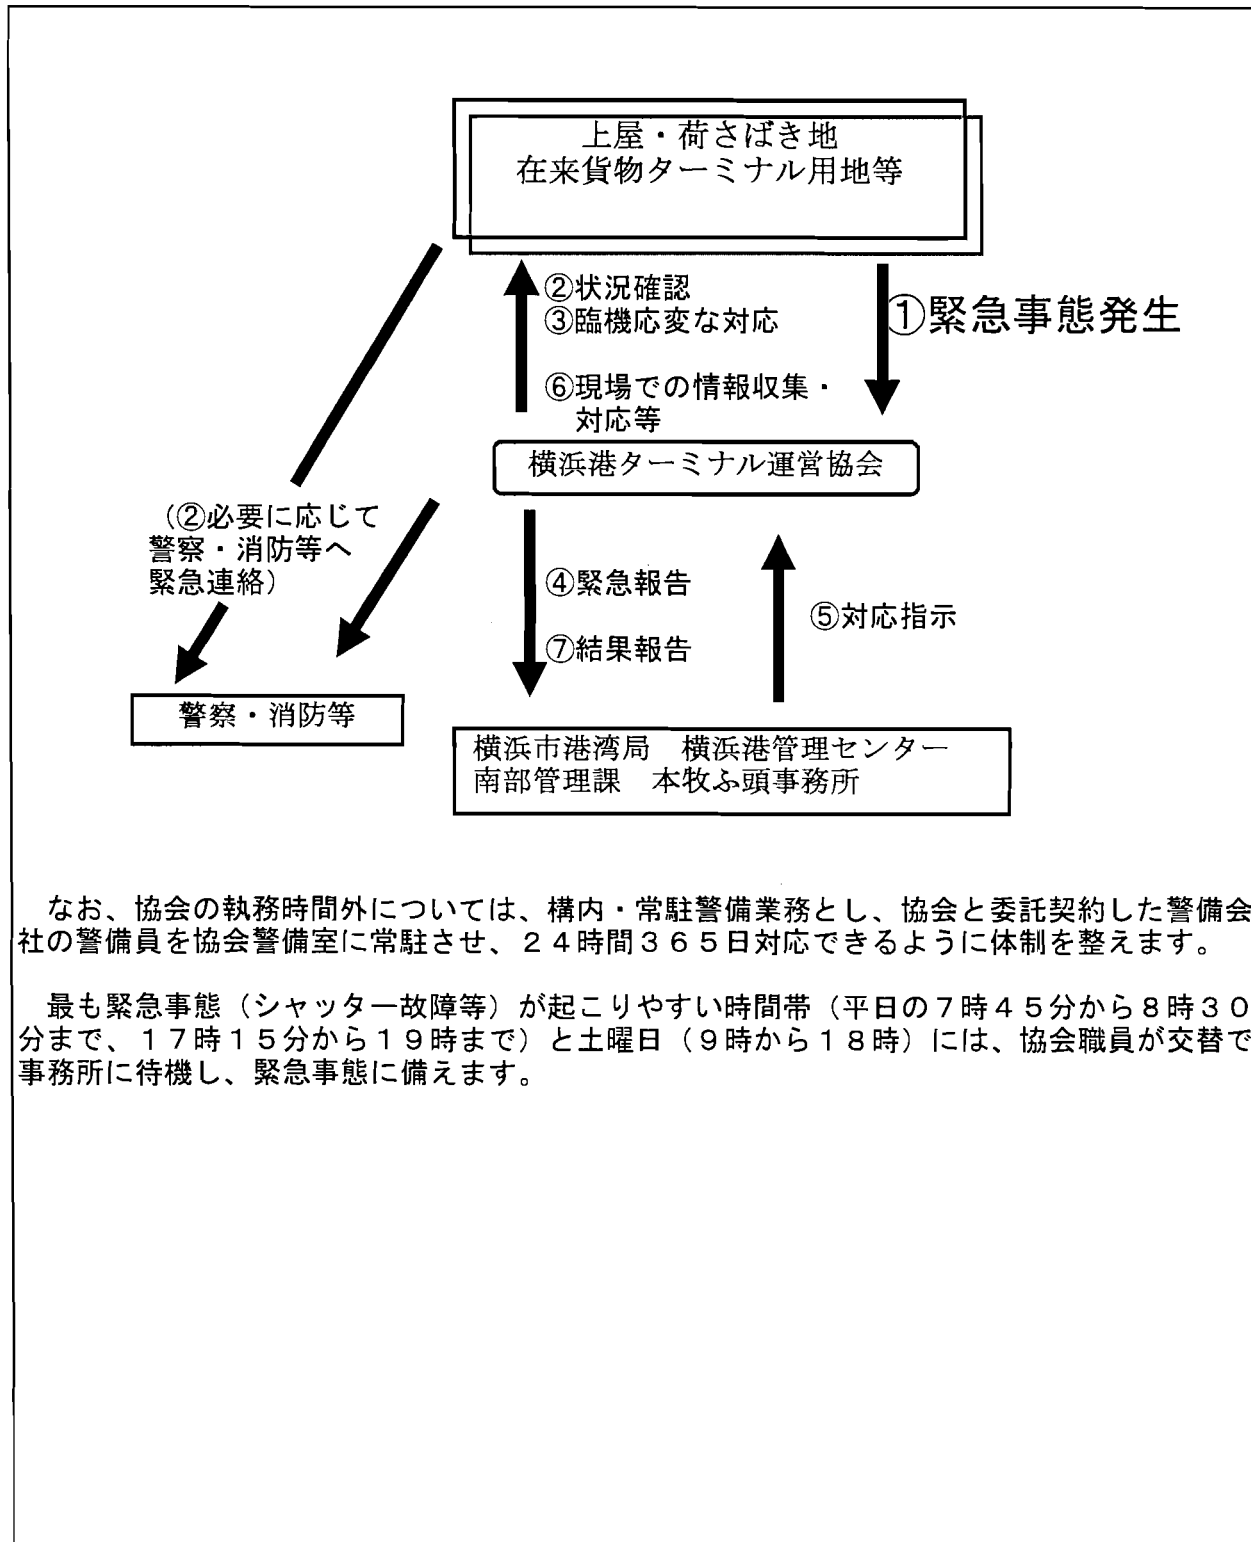 上屋・荷さばき地
在来貨物ターミナル用地等
②状況確認
③臨機応変な対応
①緊急事態発生
⑥現場での情報収集・
対応等
横浜港ターミナル運営協会
(②必要に応じて
警察・消防等へ
緊急連絡)
④緊急報告
⑤対応指示
⑦結果報告
警察・消防等
横浜市港湾局 横浜港管理センター
南部管理課 本牧ふ頭事務所
なお、協会の執務時間外については、構内・常駐警備業務とし、協会と委託契約した警備会
社の警備員を協会警備室に常駐させ、24時間365日対応できるように体制を整えます。
最も緊急事態(シャッター故障等)が起こりやすい時間帯(平日の7時45分から8時30
分まで、17時15分から19時まで)と土曜日(9時から18時)には、協会職員が交替で
事務所に待機し、緊急事態に備えます。